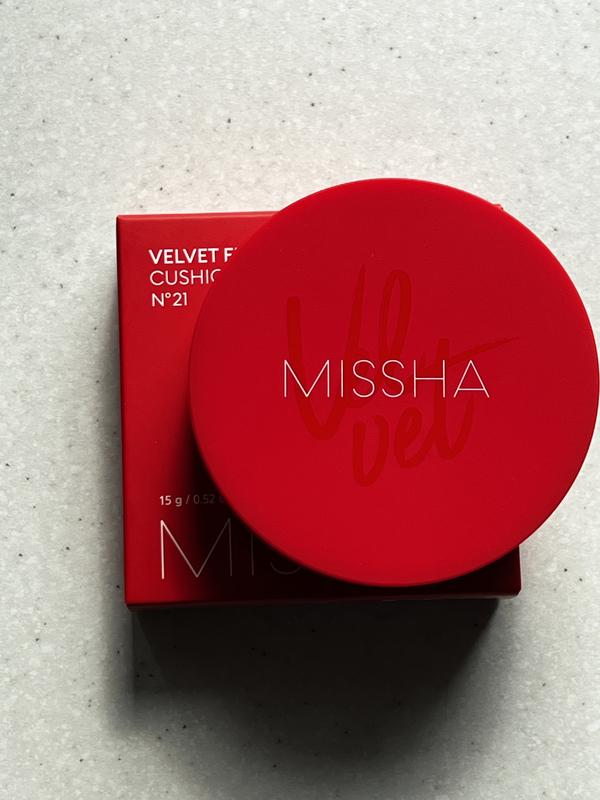 VELVET
CUSHIO
N°21
MISSHA
Velvet
15 g / 0.52
MIS